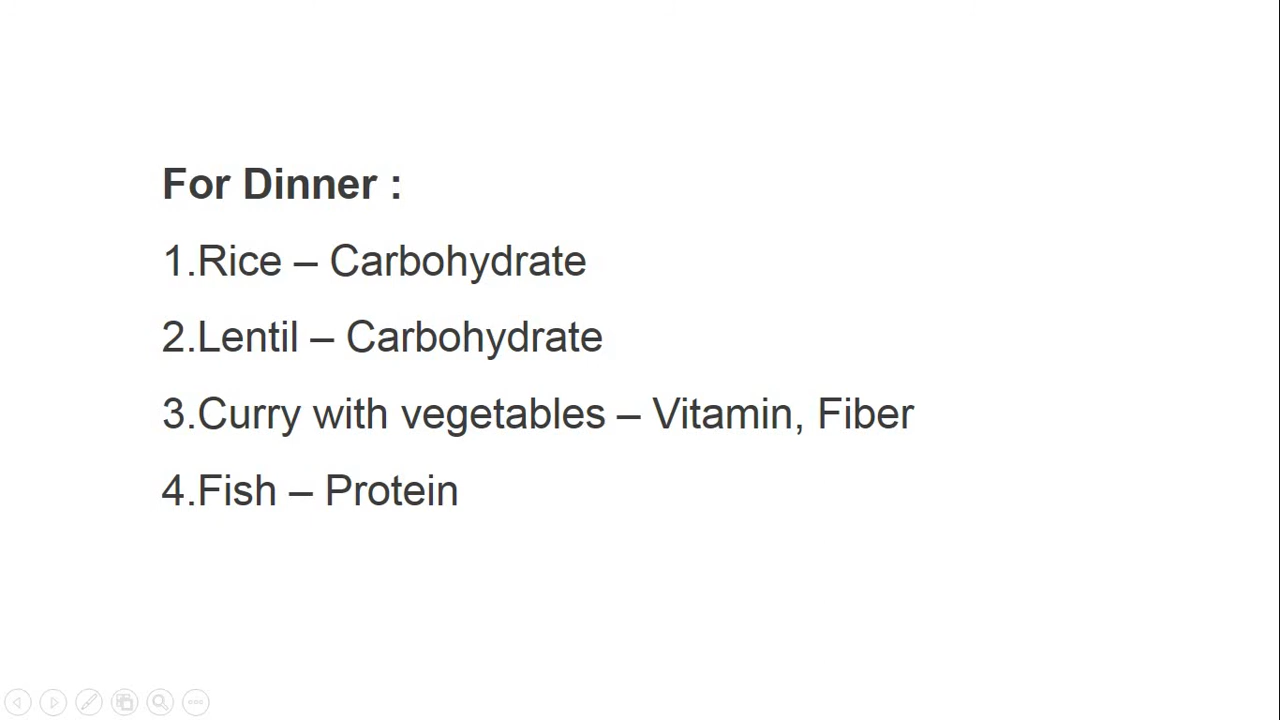 For Dinner :
1.Rice – Carbohydrate
2.Lentil – Carbohydrate
3.Curry with vegetables – Vitamin, Fiber
4.Fish – Protein